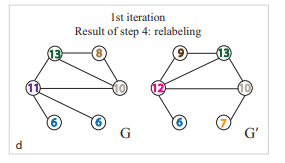 1st iteration
Result of step 4: relabeling
13 8 9 13
11 10 12 10
6 6 6 7
G G′
d